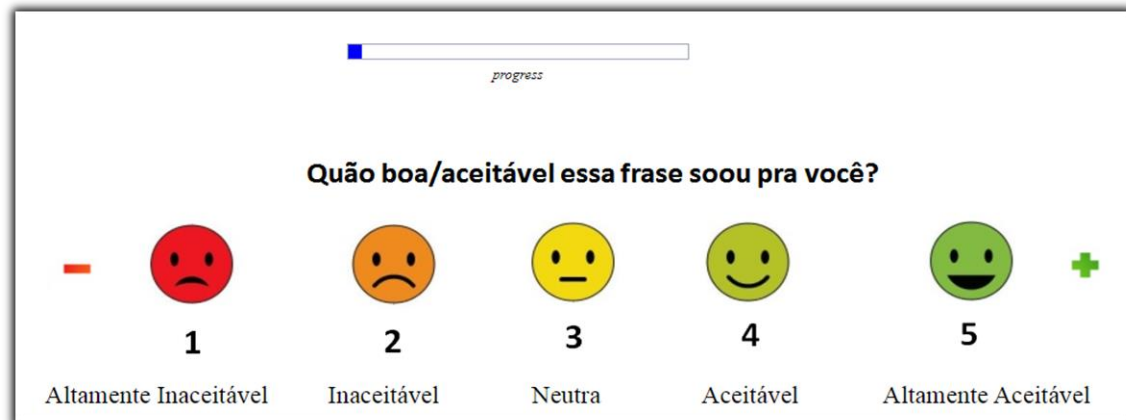 progress
Quão boa/aceitável essa frase soou pra você?
1 2 3 4 5
Altamente Inaceitável Inaceitável Neutra Aceitável Altamente Aceitável